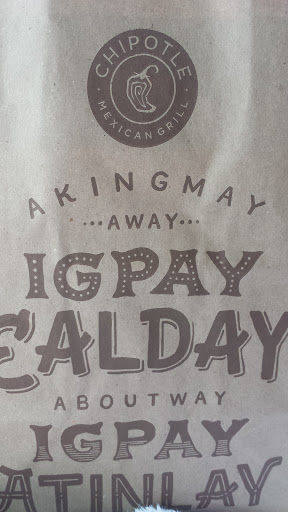 CHIPOTLE
MEXICAN GRILL
AKINGMAY
...AWAY...
IGPAY
EALDAY
ABOUTWAY
IGPAY
ATINLAY